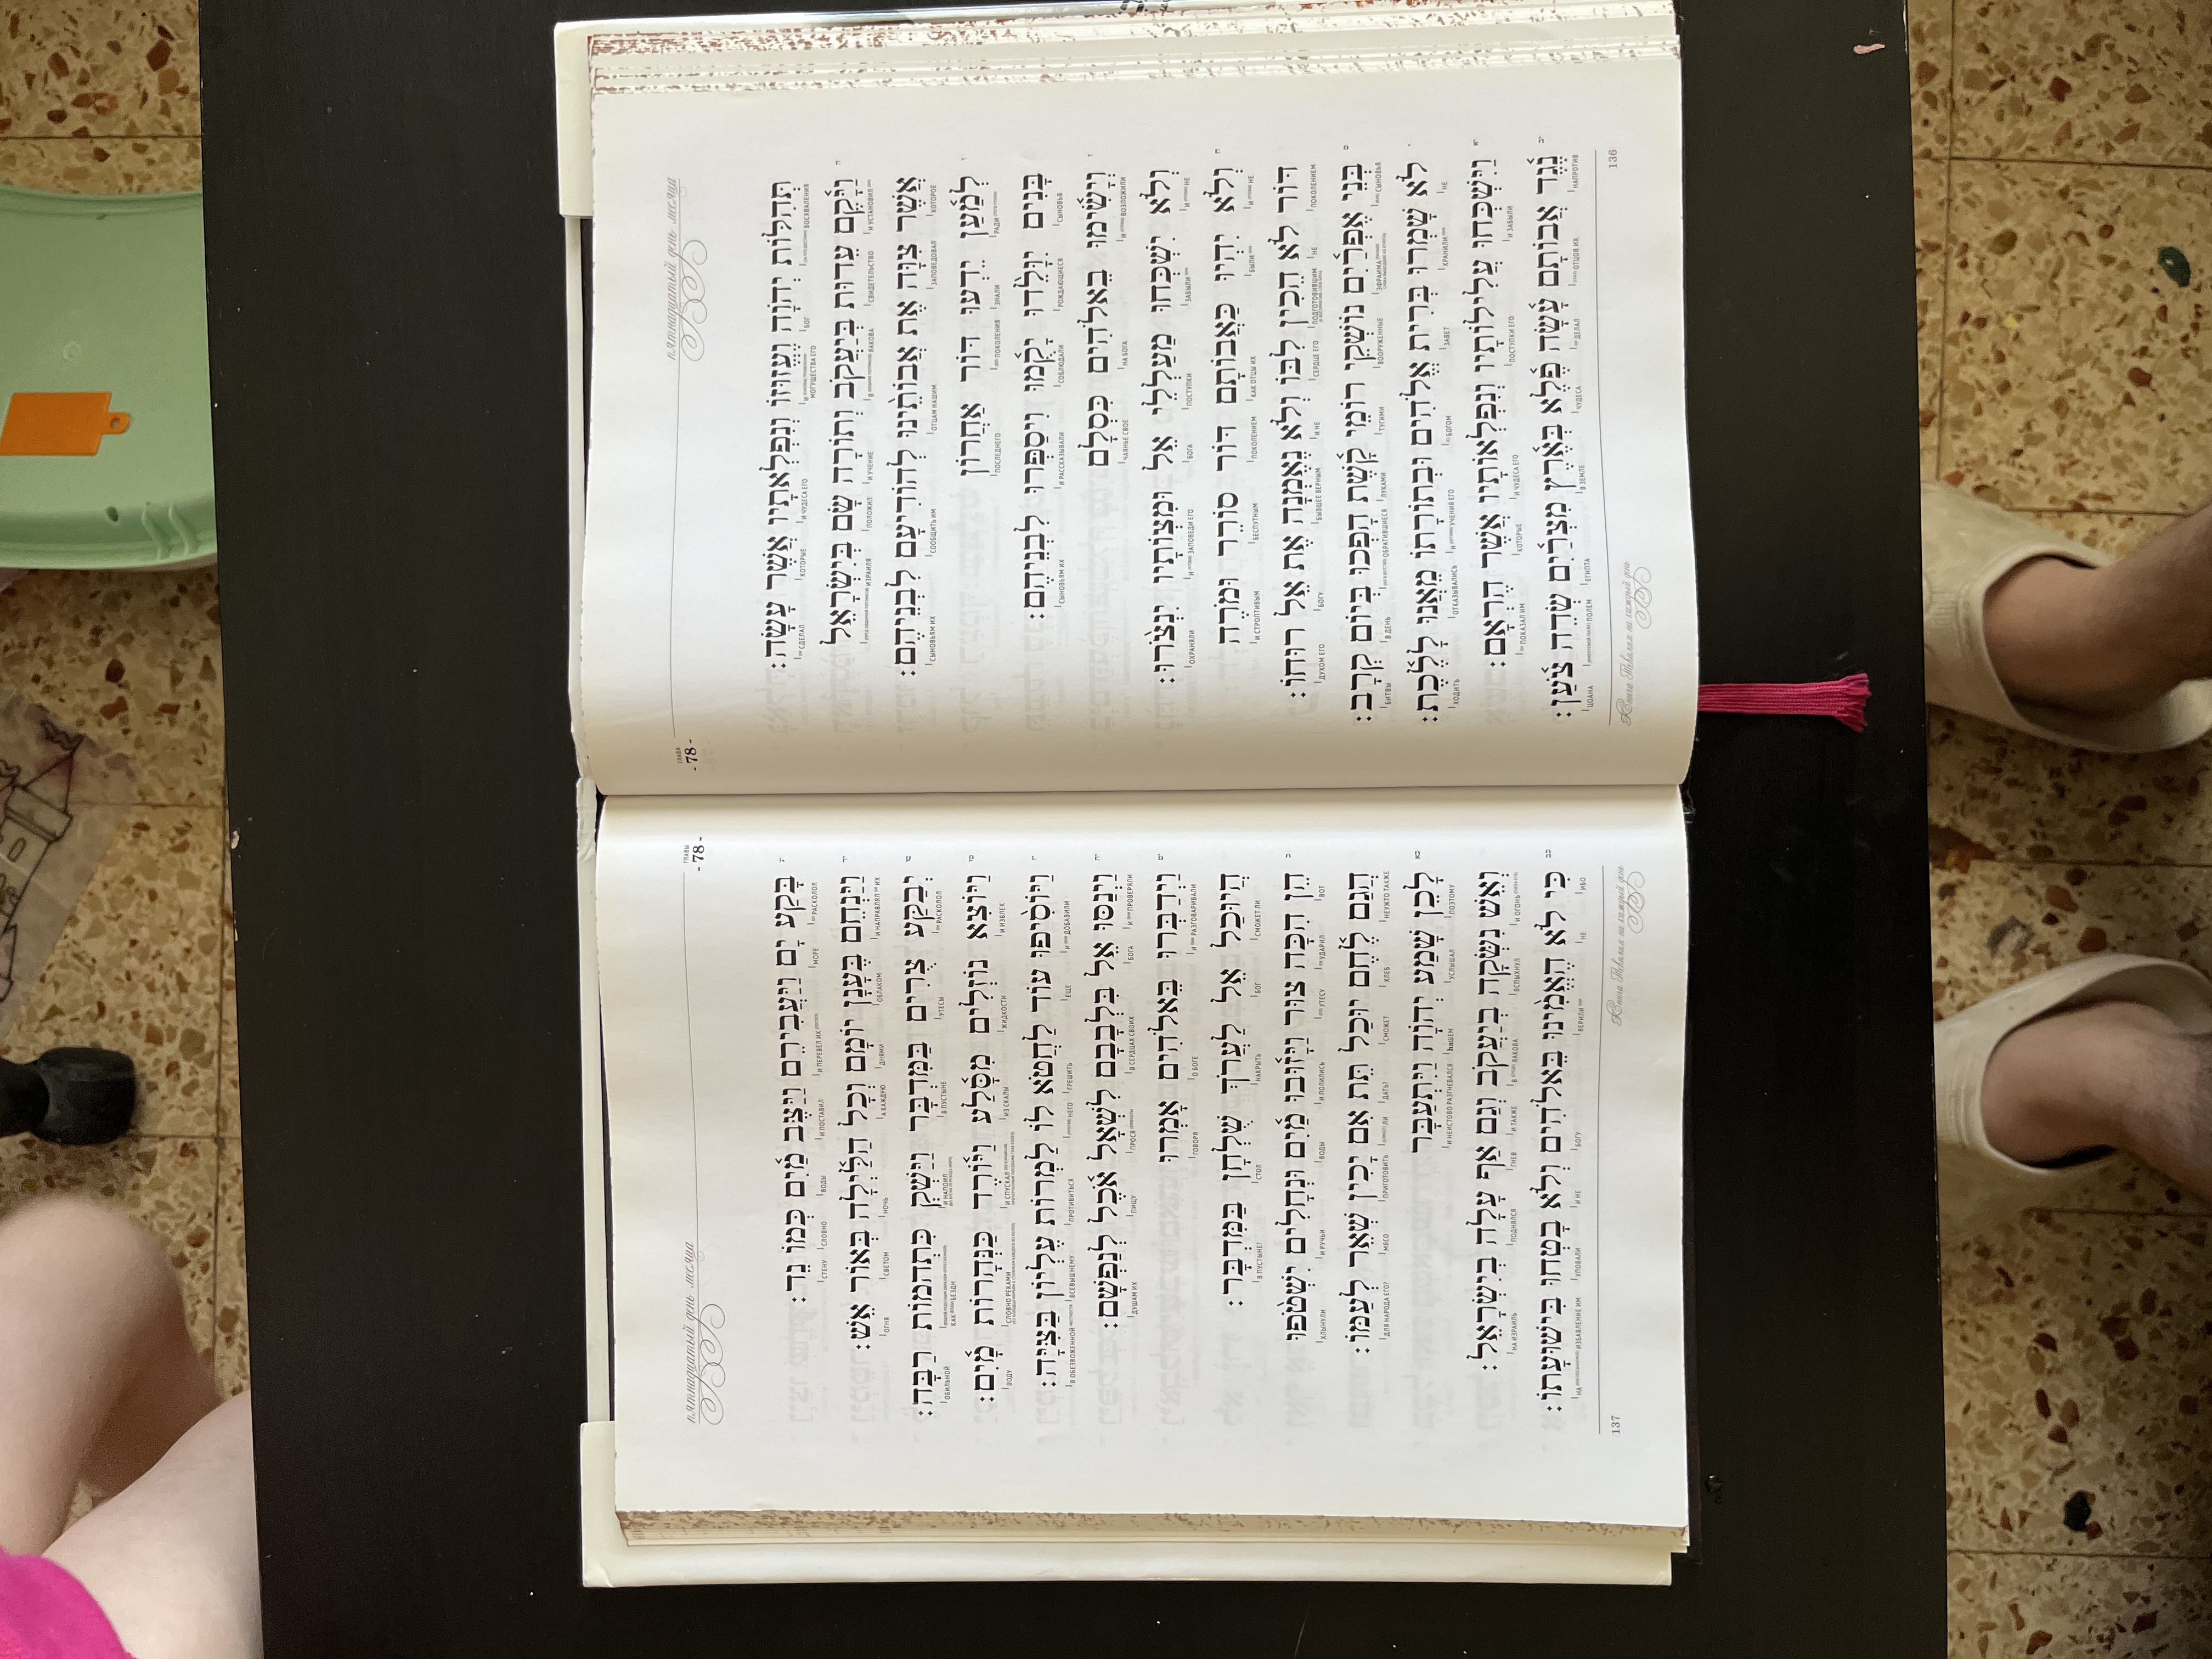 пятнадцатый день месяца
ГЛАВА
- 78 -
תְּהִלּוֹת יְהֹוָה וֶעֱזוּזוֹ וְנִפְלְאֹתָיו אֲשֶׁר עָשָׂה:
ВОСХВАЛЕНИЯ БОГ И МОГУЩЕСТВА ЕГО И ЧУДЕСА ЕГО КОТОРЫЕ СДЕЛАЛ
וַיָּקֶם עֵדוּת בְּיַעֲקֹב וְתוֹרָה שָׂם בְּיִשְׂרָאֵל
И УСТАНОВИЛ СВИДЕТЕЛЬСТВО В ЯАКОВА И УЧЕНИЕ ПОЛОЖИЛ ИЗРАИЛЯ
אֲשֶׁר צִוָּה אֶת אֲבוֹתֵינוּ לְהוֹדִיעָם לִבְנֵיהֶם:
КОТОРОЕ ЗАПОВЕДОВАЛ ОТЦАМ НАШИМ СООБЩИТЬ ИМ СЫНОВЬЯМ ИХ
לְמַעַן יֵדְעוּ דּוֹר אַחֲרוֹן
РАДИ ЗНАЛИ ПОКОЛЕНИЯ ПОСЛЕДНЕГО
בָּנִים יִוָּלֵדוּ יָקֻמוּ וִיסַפְּרוּ לִבְנֵיהֶם:
СЫНОВЬЯ РОЖДАЮЩИЕСЯ СОБЛЮДАЛИ И РАССКАЗЫВАЛИ СЫНОВЬЯМ ИХ
וְיָשִׂימוּ בֵאלֹהִים כִּסְלָם
И ВОЗЛОЖИЛИ НА БОГА ЧАЯНЬЕ СВОЕ
וְלֹא יִשְׁכְּחוּ מַעַלְלֵי אֵל וּמִצְוֹתָיו יִנְצֹרוּ:
И НЕ ЗАБЫЛИ ПОСТУПКИ БОГА И ЗАПОВЕДИ ЕГО ОХРАНЯЛИ
וְלֹא יִהְיוּ כַּאֲבוֹתָם דּוֹר סוֹרֵר וּמֹרֶה
И НЕ БЫЛИ КАК ОТЦЫ ИХ ПОКОЛЕНИЕМ БЕСПУТНЫМ И СТРОПТИВЫМ
דּוֹר לֹא הֵכִין לִבּוֹ וְלֹא נֶאֶמְנָה אֶת אֵל רוּחוֹ:
ПОКОЛЕНИЕМ НЕ ПОДГОТОВИВШИМ СЕРДЦЕ ЕГО И НЕ БЫВШЕЕ ВЕРНЫМ БОГУ ДУХОМ ЕГО
בְּנֵי אֶפְרַיִם נוֹשְׁקֵי רוֹמֵי קָשֶׁת הָפְכוּ בְּיוֹם קְרָב:
СЫНОВЬЯ ЭФРАИМА ВООРУЖЕННЫЕ ТУГИМИ ЛУКАМИ ОБРАТИВШИЕСЯ В ДЕНЬ БИТВЫ
לֹא שָׁמְרוּ בְּרִית אֱלֹהִים וּבְתוֹרָתוֹ מֵאֲנוּ לָלֶכֶת:
НЕ ХРАНИЛИ ЗАВЕТ БОГОМ И УЧЕНИЯ ЕГО ОТКАЗЫВАЛИСЬ ХОДИТЬ
וַיִּשְׁכְּחוּ עֲלִילוֹתָיו וְנִפְלְאוֹתָיו אֲשֶׁר הֶרְאָם:
И ЗАБЫЛИ ПОСТУПКИ ЕГО И ЧУДЕСА ЕГО КОТОРЫЕ ПОКАЗАЛ ИМ
נֶגֶד אֲבוֹתָם עָשָׂה פֶלֶא בְּאֶרֶץ מִצְרַיִם שְׂדֵה צֹעַן:
НАПРОТИВ ОТЦОВ ИХ ДЕЛАЛ ЧУДЕСА В ЗЕМЛЕ ЕГИПТА ПОЛЕМ ЦОАНА
136
Книга Теhилим на каждый день
пятнадцатый день месяца
ГЛАВЫ
- 78 -
בָּקַע יָם וַיַּעֲבִירֵם וַיַּצֶּב מַיִם כְּמוֹ נֵד:
РАСКОЛОЛ МОРЕ И ПЕРЕВЕЛ ИХ И ПОСТАВИЛ ВОДЫ СЛОВНО СТЕНУ
וַיַּנְחֵם בֶּעָנָן יוֹמָם וְכָל הַלַּיְלָה בְּאוֹר אֵשׁ:
И НАПРАВЛЯЛ ИХ ОБЛАКОМ ДНЯМИ А КАЖДУЮ НОЧЬ СВЕТОМ ОГНЯ
יְבַקַּע צֻרִים בַּמִּדְבָּר וַיַּשְׁקְ כִּתְהֹמוֹת רַבָּה:
РАСКОЛОЛ УТЕСЫ В ПУСТЫНЕ И НАПОИЛ КАК БЕЗДН ОБИЛЬНОЙ
וַיּוֹצִא נוֹזְלִים מִסָּלַע וַיּוֹרֶד כַּנְּהָרוֹת מָיִם:
И ИЗВЛЕК ЖИДКОСТИ ИЗ СКАЛЫ И СПУСКАЛ СЛОВНО РЕКАМИ ВОДУ
וַיּוֹסִיפוּ עוֹד לַחֲטֹא לוֹ לַמְרוֹת עֶלְיוֹן בַּצִּיָּה:
И ДОБАВИЛИ ЕЩЕ ГРЕШИТЬ НЕГО ПРОТИВИТЬСЯ ВСЕВЫШНЕМУ В ОБЕЗВОЖЕННОЙ
וַיְנַסּוּ אֵל בִּלְבָבָם לִשְׁאָל אֹכֶל לְנַפְשָׁם:
И ПРОВЕРЯЛИ БОГА В СЕРДЦАХ СВОИХ ПРОСЯ ПИЩУ ДУШАМ ИХ
וַיְדַבְּרוּ בֵּאלֹהִים אָמְרוּ
И РАЗГОВАРИВАЛИ О БОГЕ ГОВОРЯ
הֲיוּכַל אֵל לַעֲרֹךְ שֻׁלְחָן בַּמִּדְבָּר:
СМОЖЕТ ЛИ БОГ НАКРЫТЬ СТОЛ В ПУСТЫНЕ?
הֵן הִכָּה צוּר וַיָּזוּבוּ מַיִם וּנְחָלִים יִשְׁטֹפוּ
ВОТ УДАРИЛ УТЕСУ И ПОЛИЛИСЬ ВОДЫ И РУЧЬИ ХЛЫНУЛИ
הֲגַם לֶחֶם יוּכַל תֵּת אִם יָכִין שְׁאֵר לְעַמּוֹ:
НЕУЖТО ТАКЖЕ ХЛЕБ СМОЖЕТ ДАТЬ? ЛИ ПРИГОТОВИТЬ МЯСО ДЛЯ НАРОДА ЕГО?
לָכֵן שָׁמַע יְהֹוָה וַיִּתְעַבָּר
ПОЭТОМУ УСЛЫШАЛ hаШЕМ И НЕИСТОВО РАЗГНЕВАЛСЯ
וְאֵשׁ נִשְּׂקָה בְיַעֲקֹב וְגַם אַף עָלָה בְיִשְׂרָאֵל:
И ОГОНЬ ВСПЫХНУЛ В ЯАКОВА И ТАКЖЕ ГНЕВ ПОДНЯЛСЯ НА ИЗРАИЛЬ
כִּי לֹא הֶאֱמִינוּ בֵּאלֹהִים וְלֹא בָטְחוּ בִּישׁוּעָתוֹ:
ИБО НЕ ВЕРИЛИ БОГУ И НЕ УПОВАЛИ НА ИЗБАВЛЕНИЕ ИМ
137
Книга Теhилим на каждый день